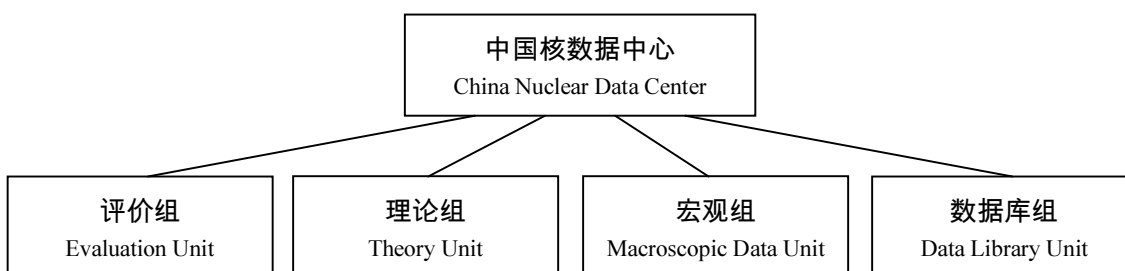 中国核数据中心
China Nuclear Data Center
评价组
Evaluation Unit
理论组
Theory Unit
宏观组
Macroscopic Data Unit
数据库组
Data Library Unit